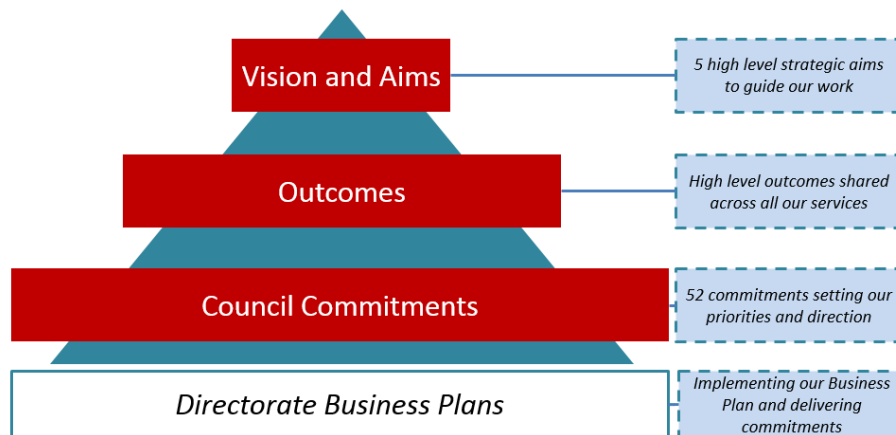 Vision and Aims
5 high level strategic aims
to guide our work
Outcomes
High level outcomes shared
across all our services
Council Commitments
52 commitments setting our
priorities and direction
Directorate Business Plans
Implementing our Business
Plan and delivering
commitments